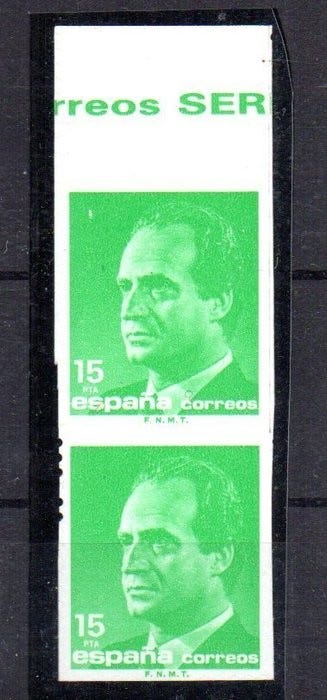 rreos SER
15
PTA
españa correos
F.N.M.T.
15
PTA
españa correos
F.N.M.T.